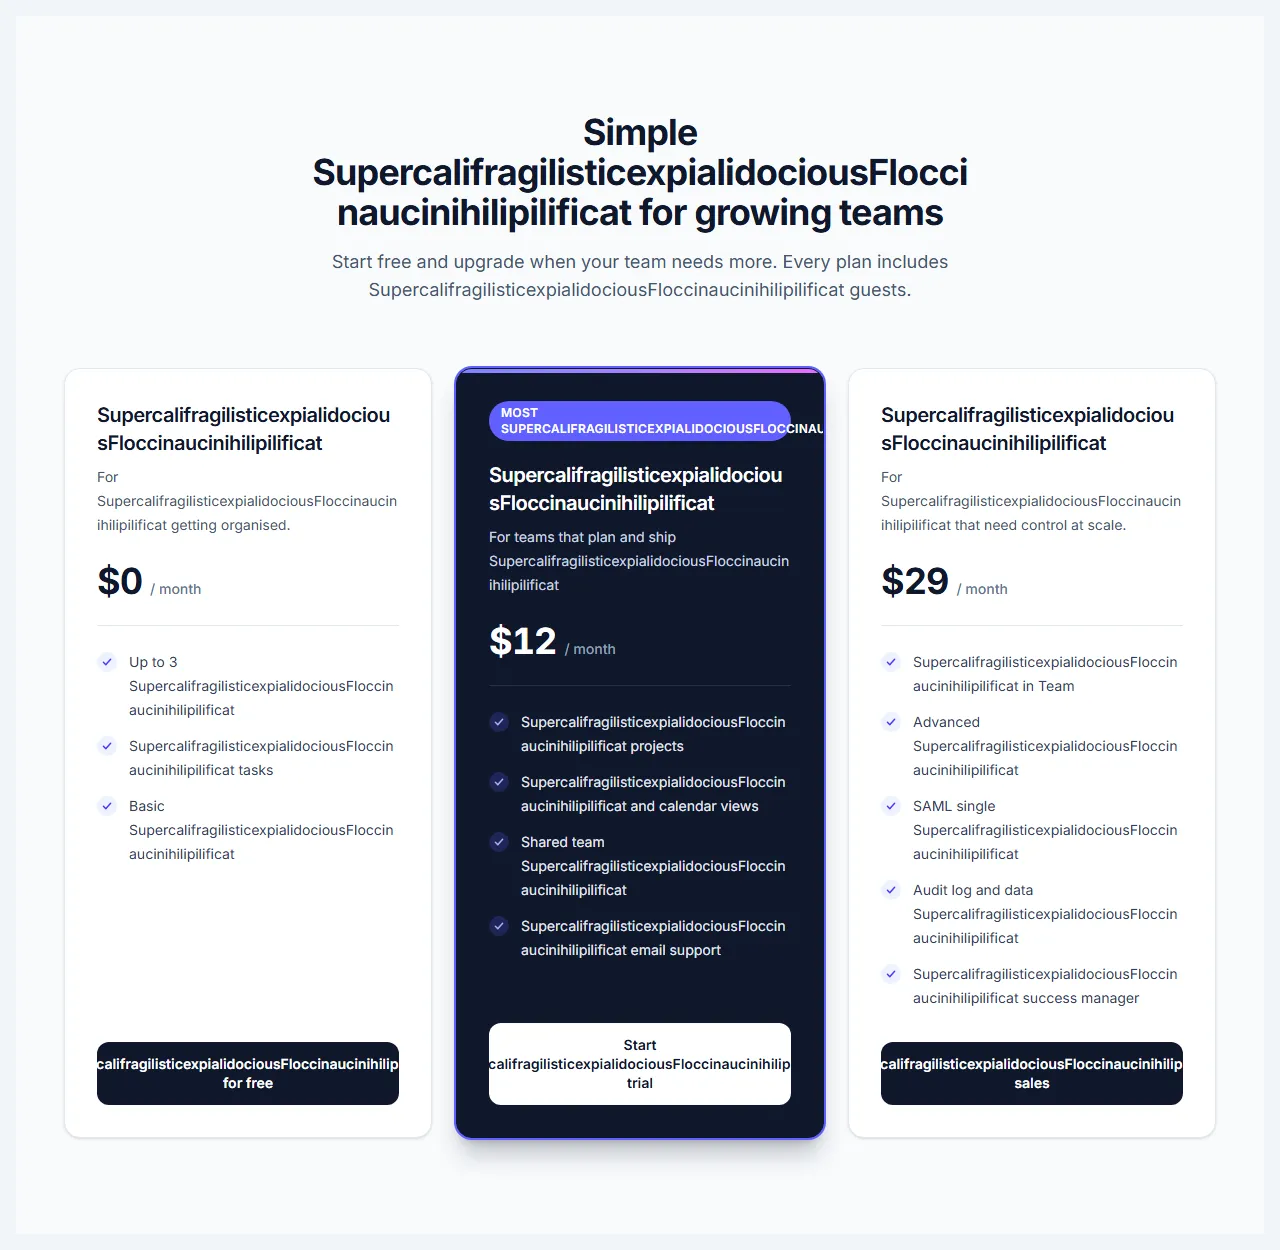 Simple
SupercalifragilisticexpialidociousFlocci
naucinihilipilificat for growing teams
Start free and upgrade when your team needs more. Every plan includes
SupercalifragilisticexpialidociousFloccinaucinihilipilificat guests.
Supercalifragilisticexpialidociou
sFloccinaucinihilipilificat
For
SupercalifragilisticexpialidociousFloccinaucin
ihilipilificat getting organised.
$0 / month
Up to 3
SupercalifragilisticexpialidociousFloccin
aucinihilipilificat
SupercalifragilisticexpialidociousFloccin
aucinihilipilificat tasks
Basic
SupercalifragilisticexpialidociousFloccin
aucinihilipilificat
califragilisticexpialidociousFloccinaucinihilip
for free
MOST
SUPERCALIFRAGILISTICEXPIALIDOCIOUSFLOCCINAU
Supercalifragilisticexpialidociou
sFloccinaucinihilipilificat
For teams that plan and ship
SupercalifragilisticexpialidociousFloccinaucin
ihilipilificat
$12 / month
SupercalifragilisticexpialidociousFloccin
aucinihilipilificat projects
SupercalifragilisticexpialidociousFloccin
aucinihilipilificat and calendar views
Shared team
SupercalifragilisticexpialidociousFloccin
aucinihilipilificat
SupercalifragilisticexpialidociousFloccin
aucinihilipilificat email support
Start
califragilisticexpialidociousFloccinaucinihilip
trial
Supercalifragilisticexpialidociou
sFloccinaucinihilipilificat
For
SupercalifragilisticexpialidociousFloccinaucin
ihilipilificat that need control at scale.
$29 / month
SupercalifragilisticexpialidociousFloccin
aucinihilipilificat in Team
Advanced
SupercalifragilisticexpialidociousFloccin
aucinihilipilificat
SAML single
SupercalifragilisticexpialidociousFloccin
aucinihilipilificat
Audit log and data
SupercalifragilisticexpialidociousFloccin
aucinihilipilificat
SupercalifragilisticexpialidociousFloccin
aucinihilipilificat success manager
califragilisticexpialidociousFloccinaucinihilip
sales